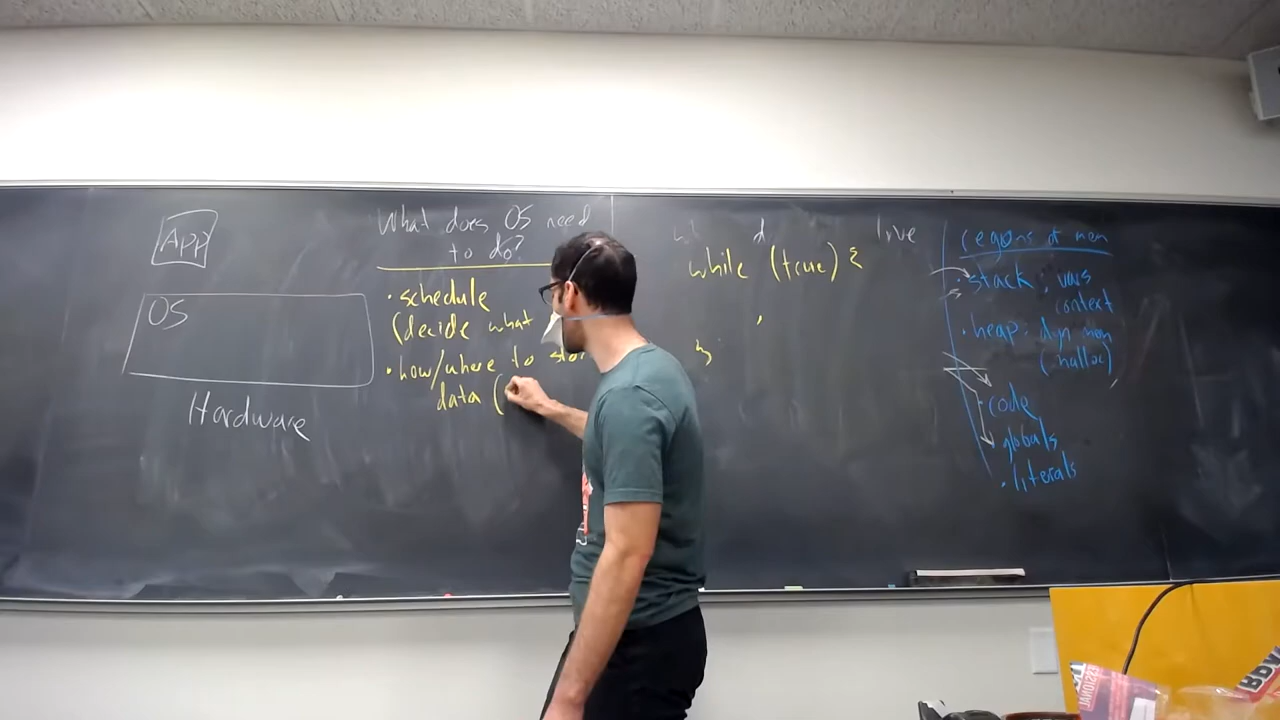 App
OS
Hardware
What does OS need
to do?
• schedule
(decide what
• how/where to
data (
live
while (true) {
}
regions of mem
• stack : vars
context
• heap : dyn mem
(malloc)
• code
• globals
• literals